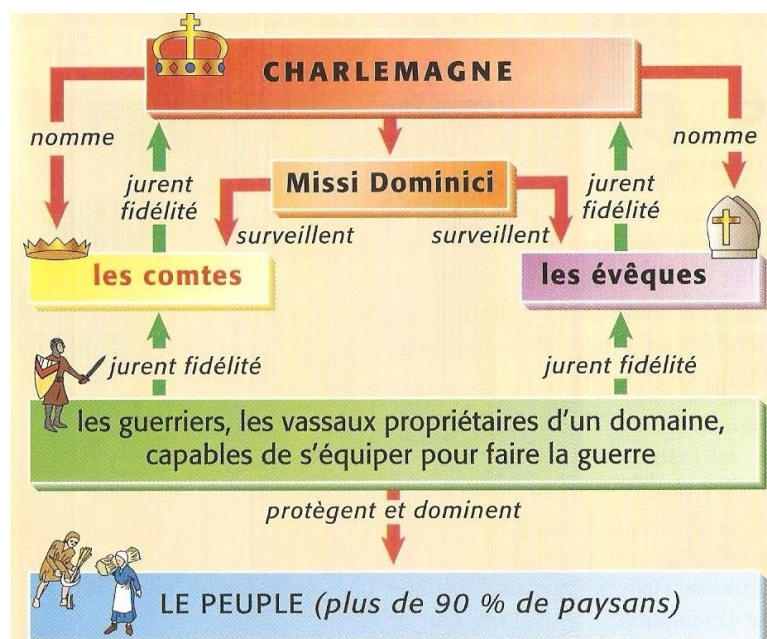 CHARLEMAGNE
nomme
nomme
jurent
fidélité
Missi Dominici
jurent
fidélité
surveillent
surveillent
les comtes
les évêques
jurent fidélité
jurent fidélité
les guerriers, les vassaux propriétaires d'un domaine,
capables de s'équiper pour faire la guerre
protègent et dominent
LE PEUPLE (plus de 90 % de paysans)